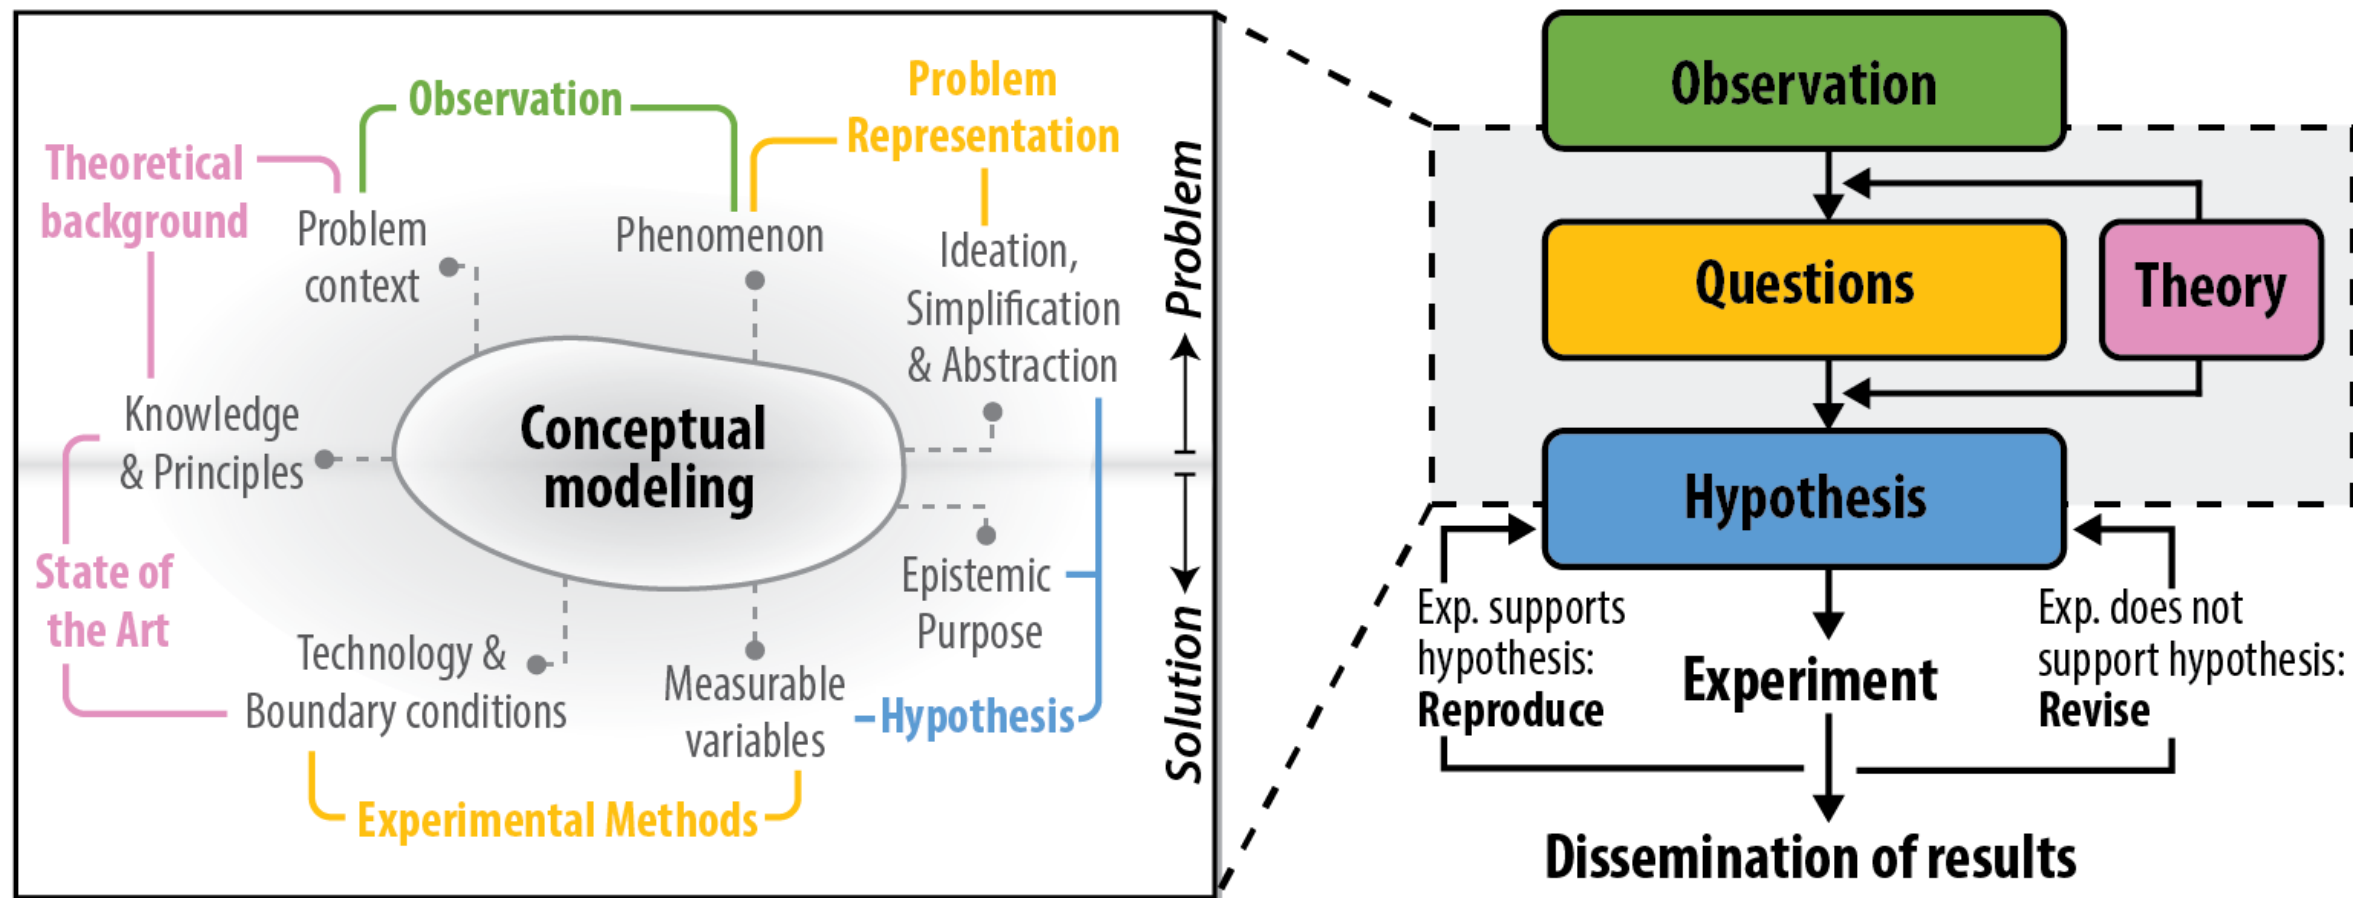 Observation
Problem
Representation
Theoretical
background
Problem
context
Phenomenon
Ideation,
Simplification
& Abstraction
Problem
Knowledge
& Principles
Conceptual
modeling
State of
the Art
Epistemic
Purpose
Solution
Technology &
Boundary conditions
Measurable
variables
Hypothesis
Experimental Methods
Observation
Questions
Theory
Hypothesis
Exp. supports
hypothesis:
Reproduce
Experiment
Exp. does not
support hypothesis:
Revise
Dissemination of results